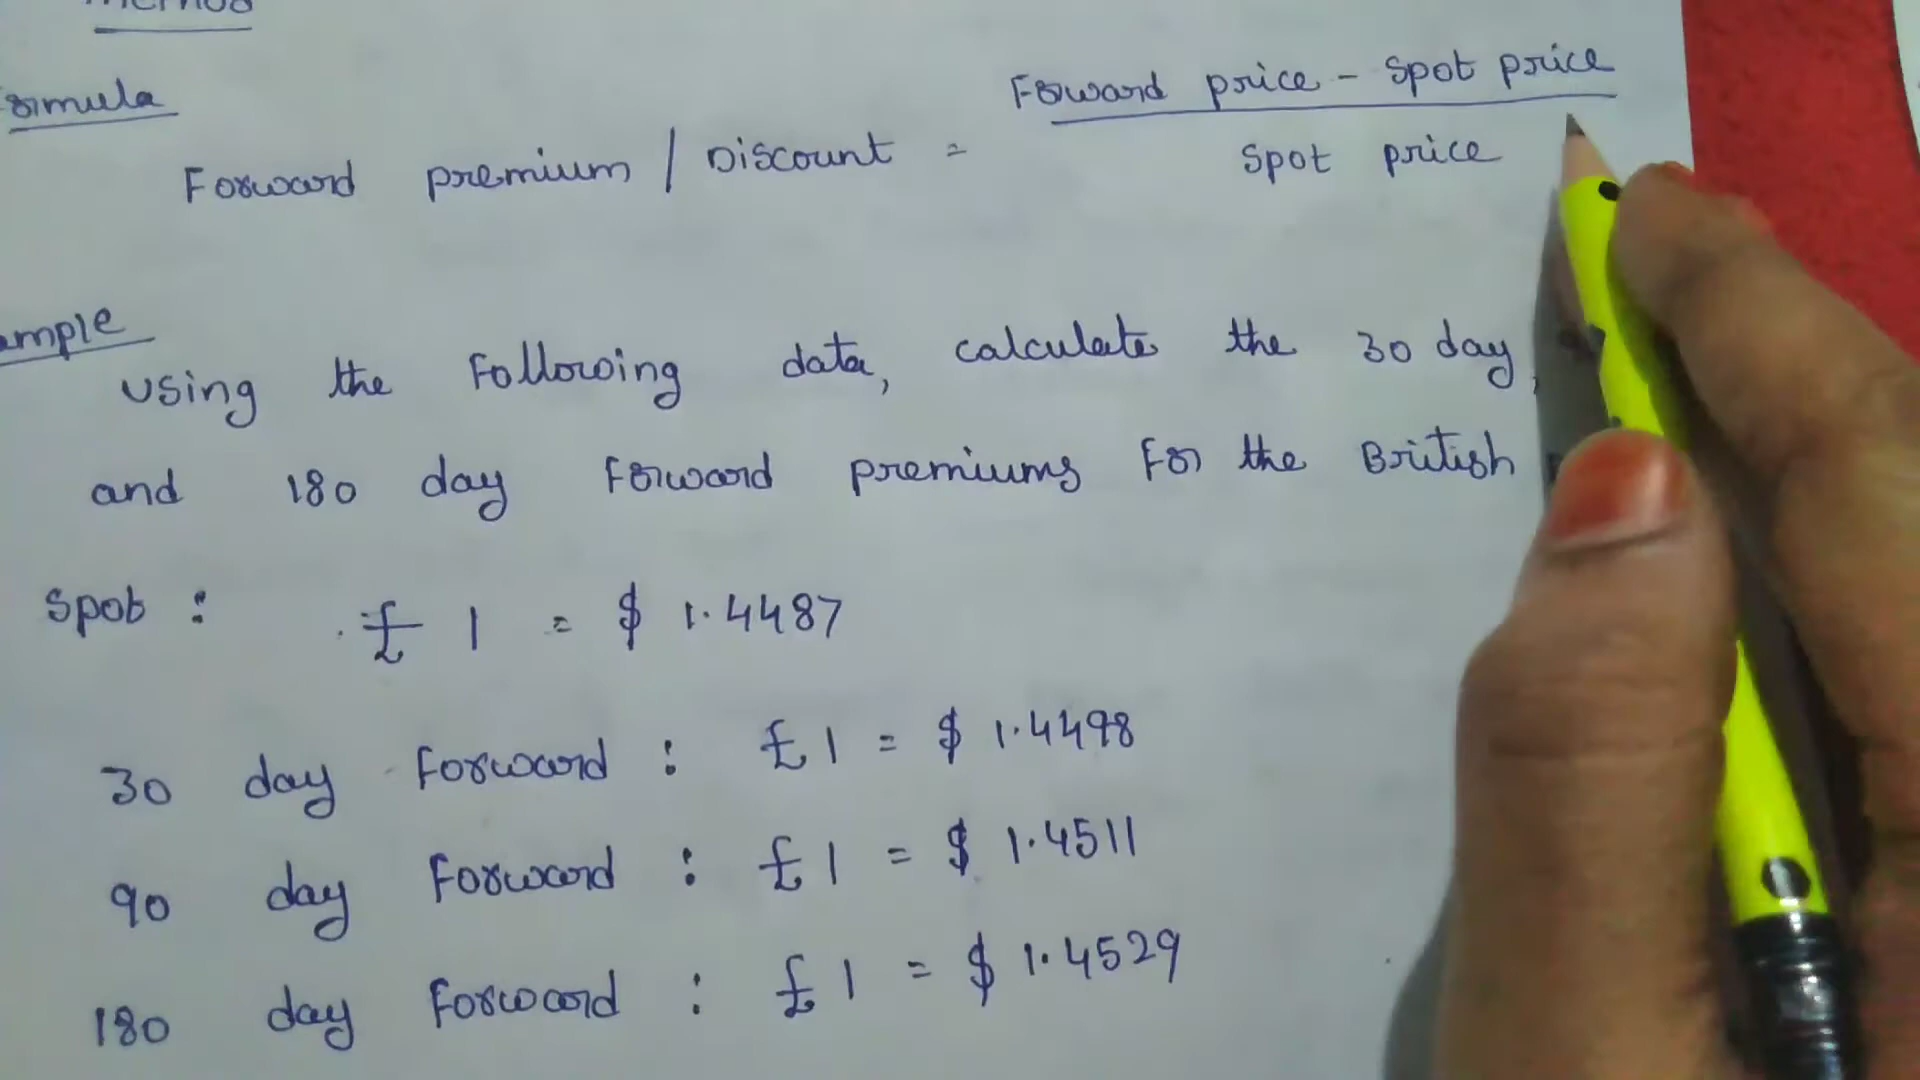 Forward price - Spot price
Forward premium / Discount = Spot price
Using the Following data, calculate the 30 day,
and 180 day Forward premiums For the British
Spot : £ 1 = $ 1.4487
30 day Forward : £1 = $ 1.4498
90 day Forward : £1 = $ 1.4511
180 day Forward : £1 = $ 1.4529